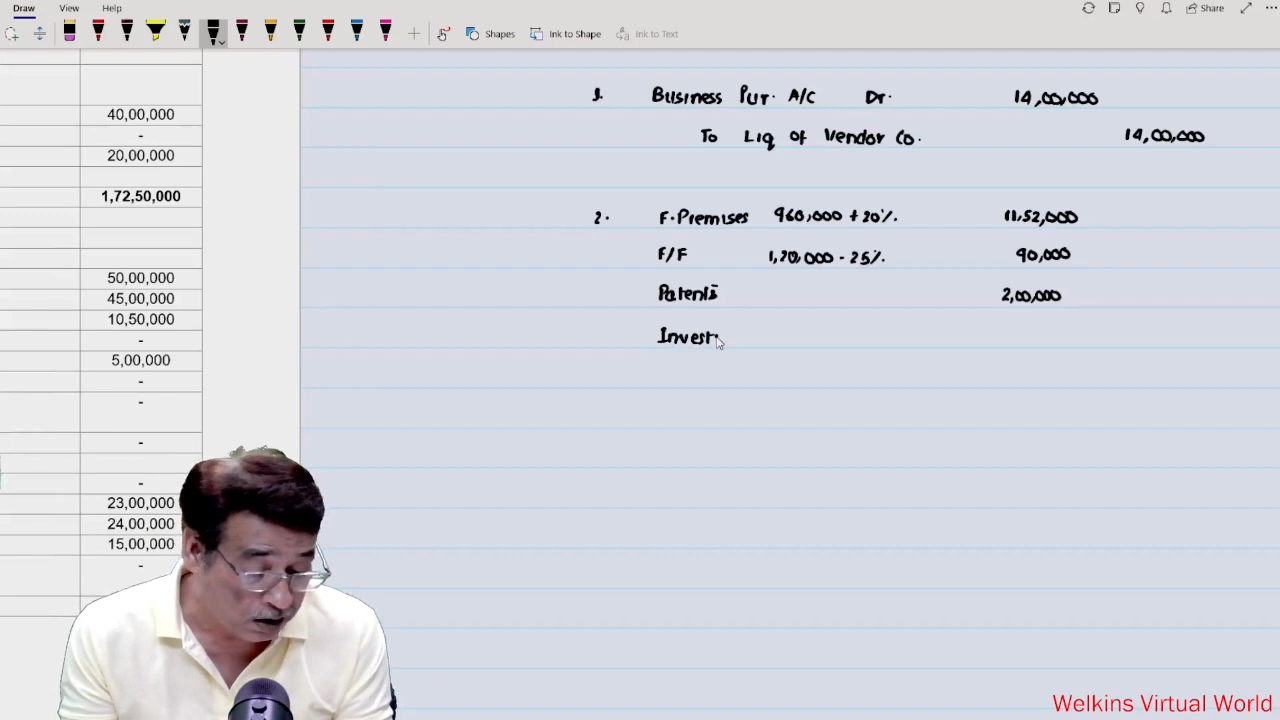 Draw View Help Share
Shapes Ink to Shape Ink to Text
40,00,000
-
20,00,000
1,72,50,000
50,00,000
45,00,000
10,50,000
-
5,00,000
-
-
-
-
23,00,000
24,00,000
15,00,000
-
1. Business Pur. A/C Dr. 14,00,000
To Liq of Vendor Co. 14,00,000
2. F.Premises 960,000 + 20%. 11,52,000
F/F 1,20,000 - 25%. 90,000
Patents 2,00,000
Invest.
Welkins Virtual World